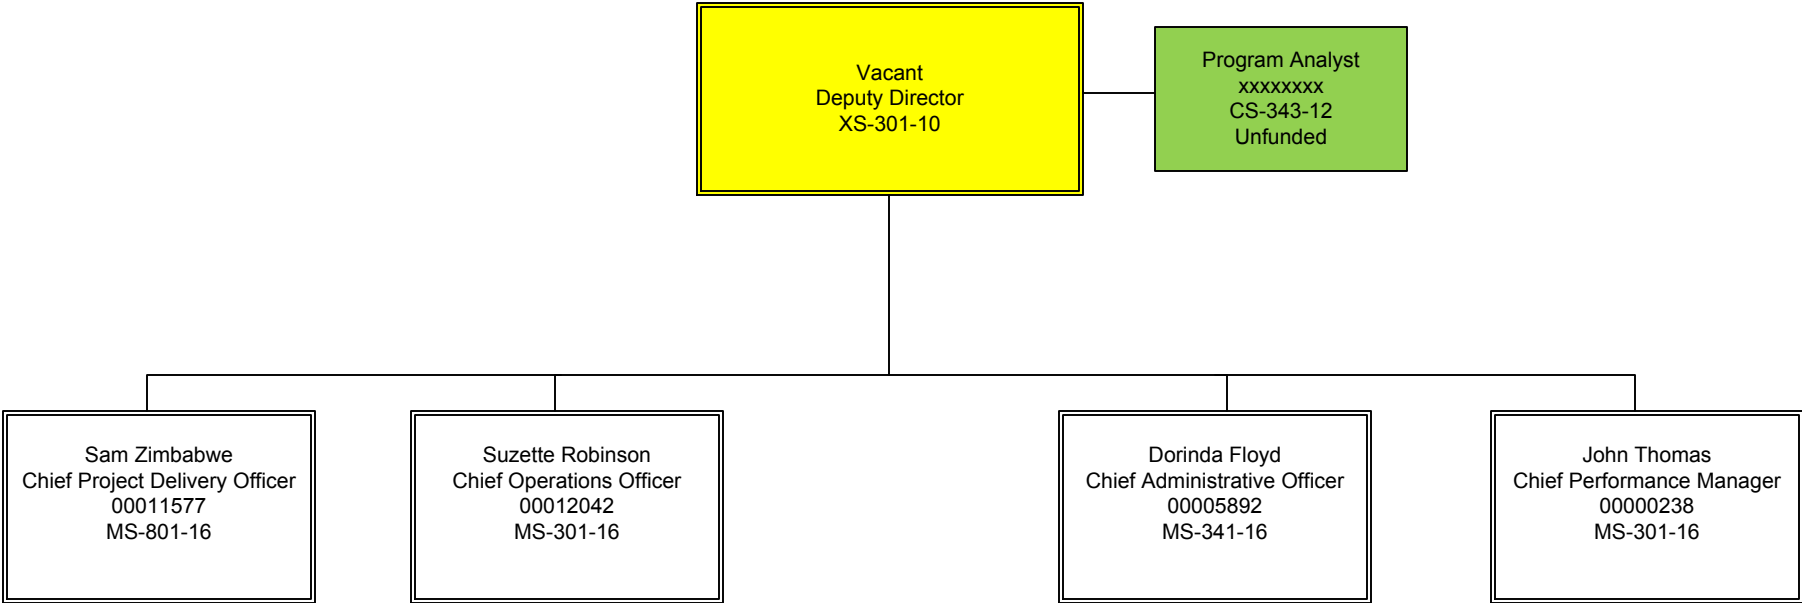 Vacant
Deputy Director
XS-301-10
Program Analyst
xxxxxxxx
CS-343-12
Unfunded
Sam Zimbabwe
Chief Project Delivery Officer
00011577
MS-801-16
Suzette Robinson
Chief Operations Officer
00012042
MS-301-16
Dorinda Floyd
Chief Administrative Officer
00005892
MS-341-16
John Thomas
Chief Performance Manager
00000238
MS-301-16